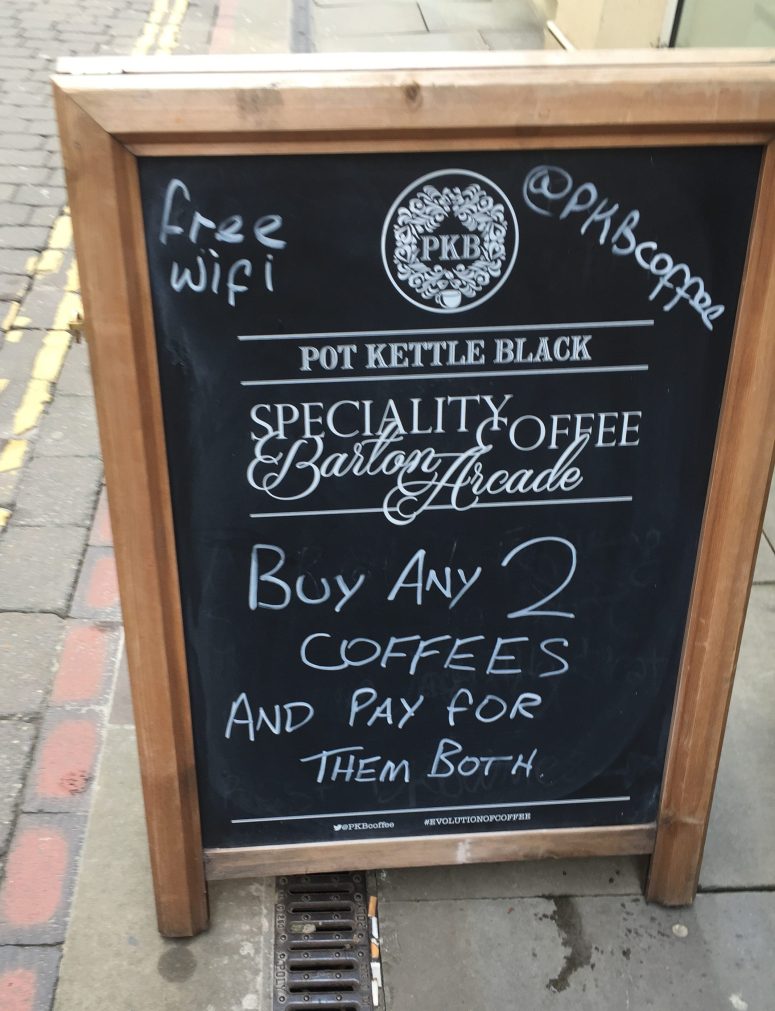 free
wifi
PKB
@PKBcoffee
POT KETTLE BLACK
SPECIALITY COFFEE
Barton Arcade
BUY ANY 2
COFFEES
AND PAY FOR
THEM BOTH.
@PKBcoffee #EVOLUTIONOFCOFFEE